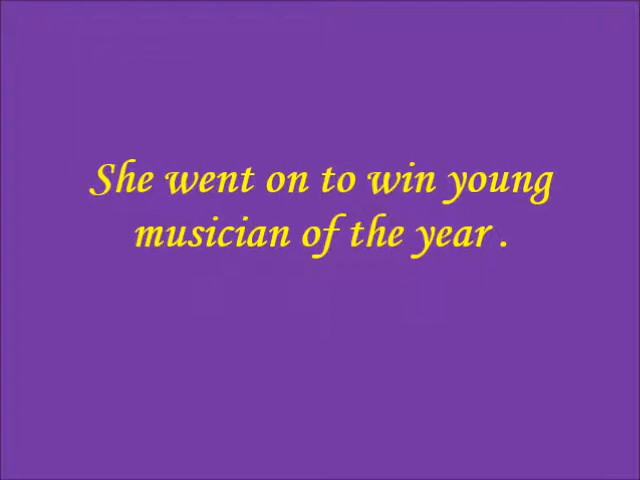 She went on to win young
musician of the year .